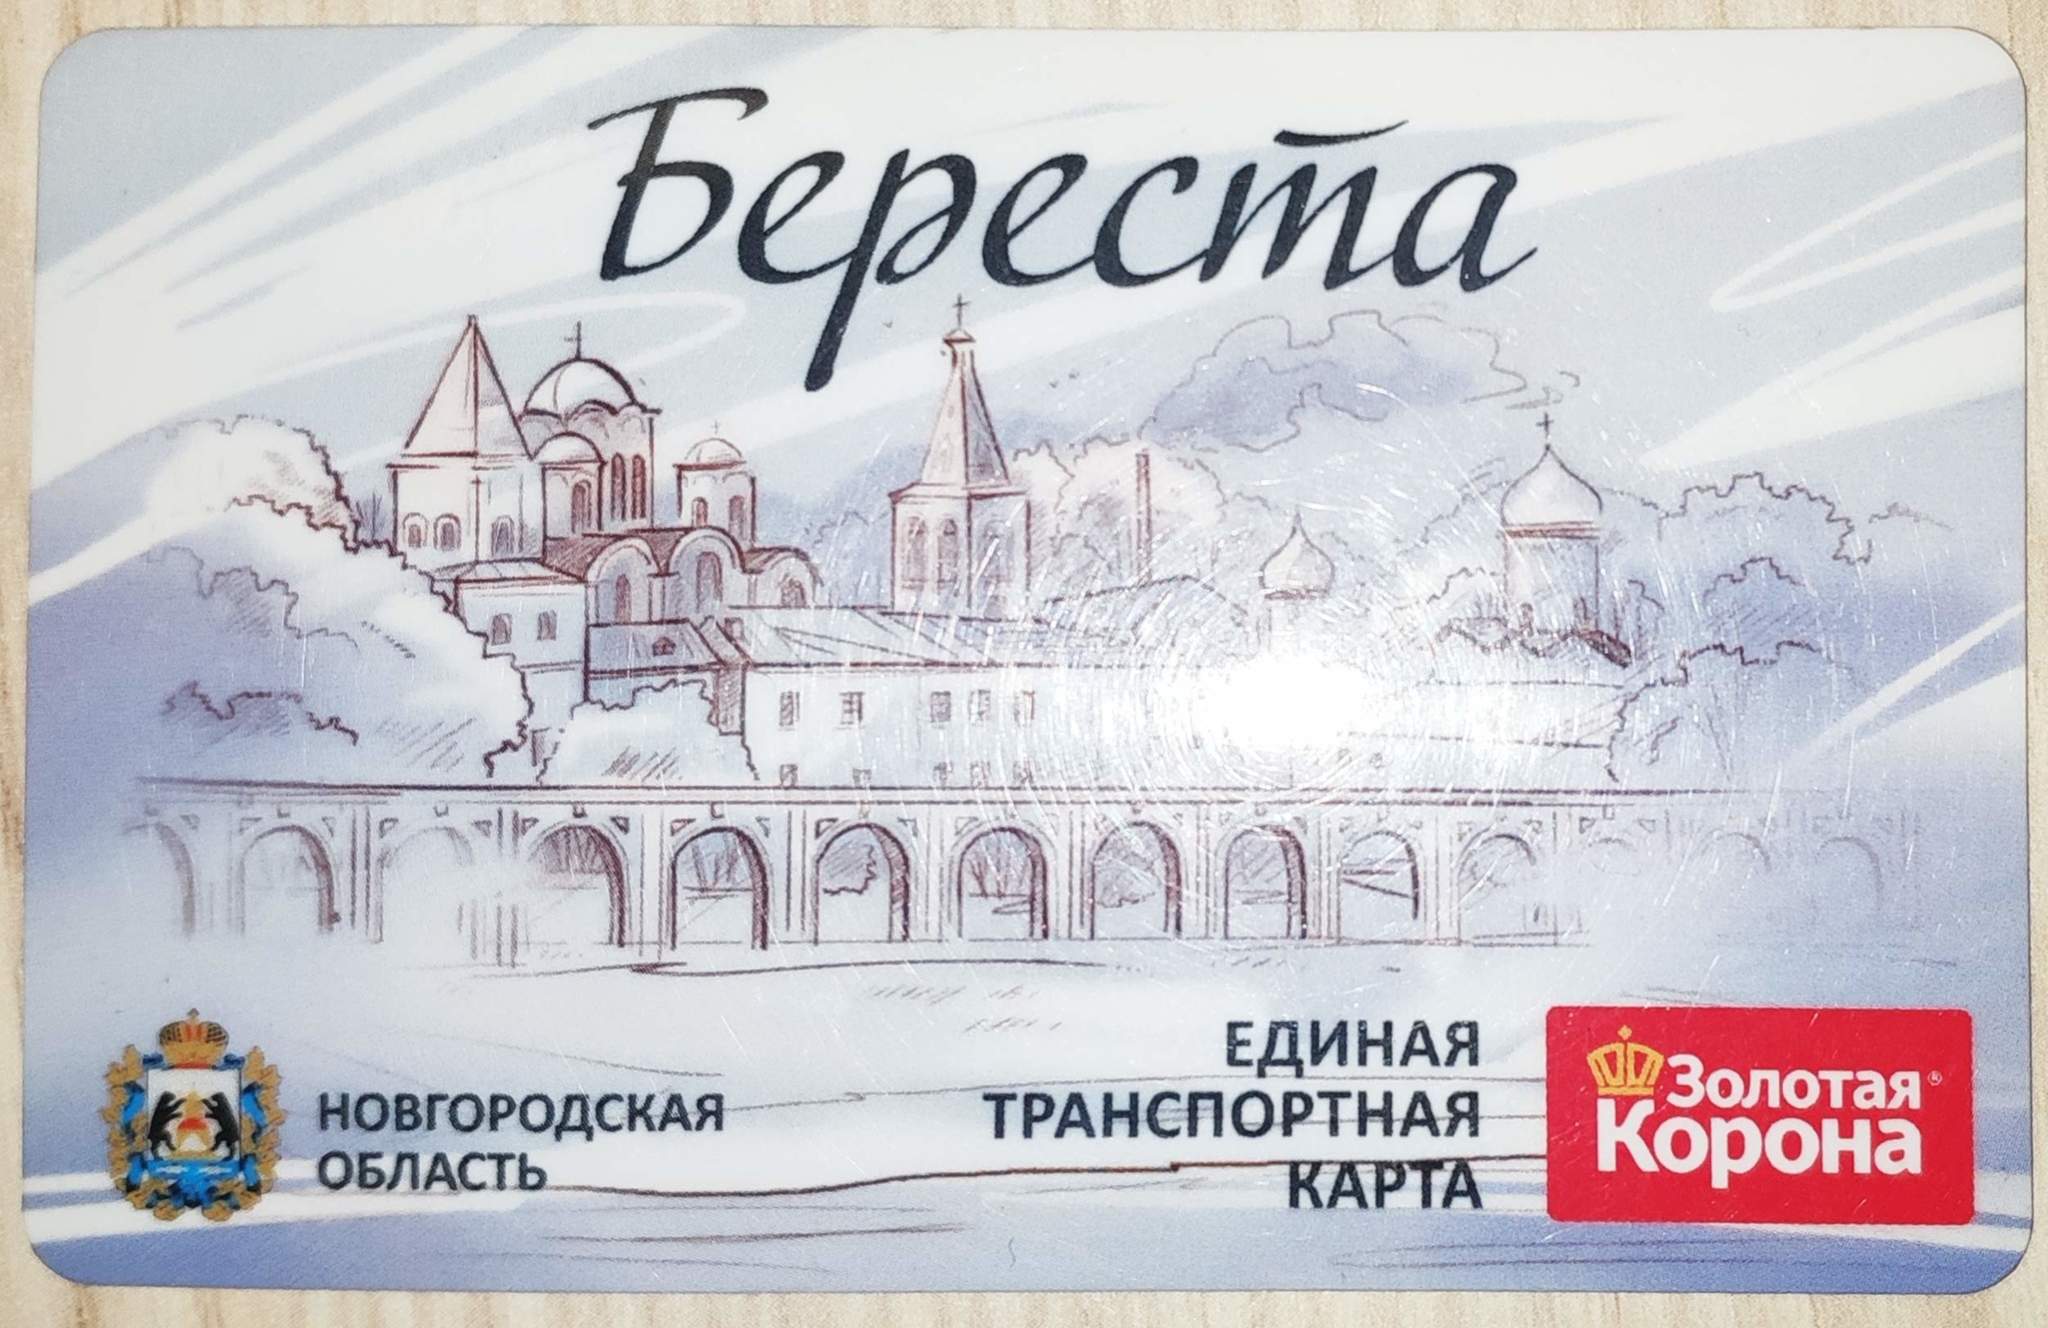 Береста
НОВГОРОДСКАЯ
ОБЛАСТЬ
ЕДИНАЯ
ТРАНСПОРТНАЯ
КАРТА
Золотая®
Корона